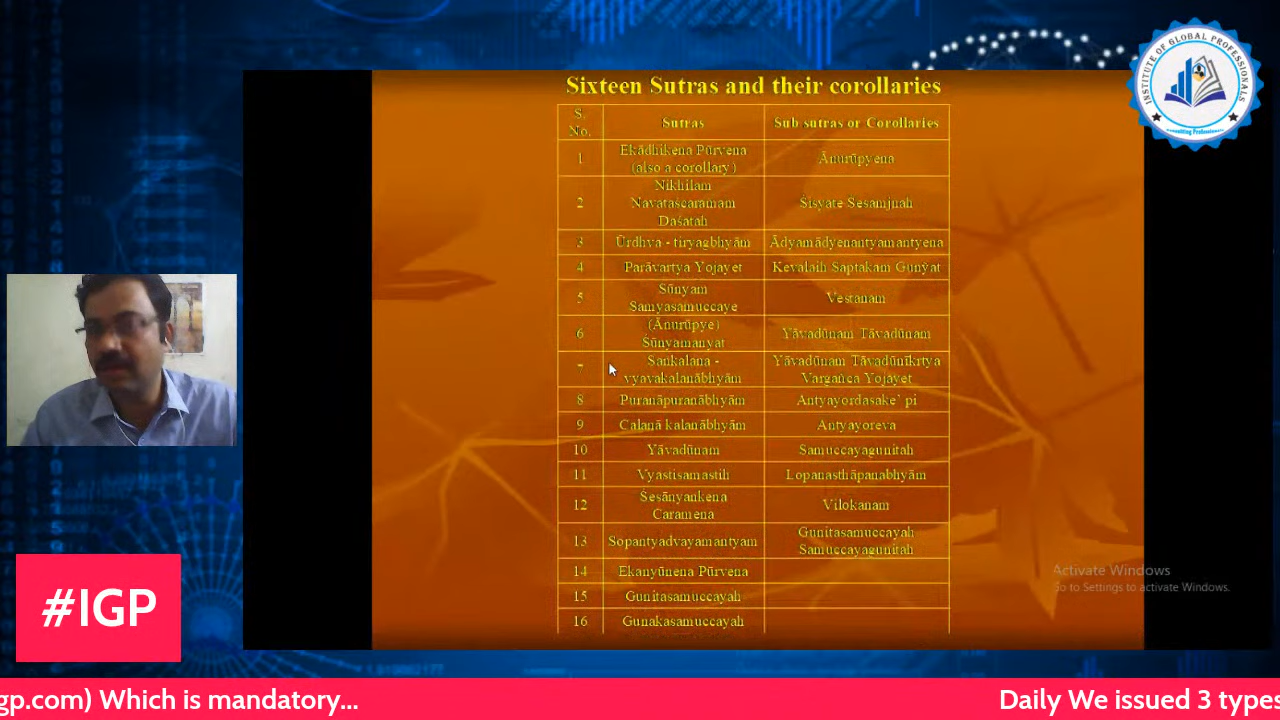 INSTITUTE OF GLOBAL PROFESSIONALS
Sixteen Sutras and their corollaries
S. No.
Sutras
Sub sutras or Corollaries
1
Ekādhikena Pūrvena
(also a corollary)
Ānurūpyena
2
Nikhilam
Navataścaramam
Daśatah
Śisyate Śesamjnah
3
Ūrdhva - tiryagbhyām
Ādyamādyenantyamantyena
4
Parāvartya Yojayet
Kevalaih Saptakam Gunỹat
5
Sūnyam
Samyasamuccaye
Vestanam
6
(Ānurūpye)
Śūnyamanyat
Yāvadūnam Tāvadūnam
7
Sankalana -
vyavakalanābhyām
Yāvadūnam Tāvadūnīkrtya
Vargañca Yojayet
8
Puranāpuranābhyām
Antyayordasake' pi
9
Calanā kalanābhyām
Antyayoreva
10
Yāvadūnam
Samuccayagunitah
11
Vyastisamastih
Lopanasthāpanabhyām
12
Śesānyankena
Caramena
Vilokanam
13
Sopantyadvayamantyam
Gunitasamuccayah
Samuccayagunitah
14
Ekanyūnena Pūrvena
15
Gunitasamuccayah
16
Gunakasamuccayah
Activate Windows
Go to Settings to activate Windows.
#IGP
gp.com) Which is mandatory...
Daily We issued 3 types